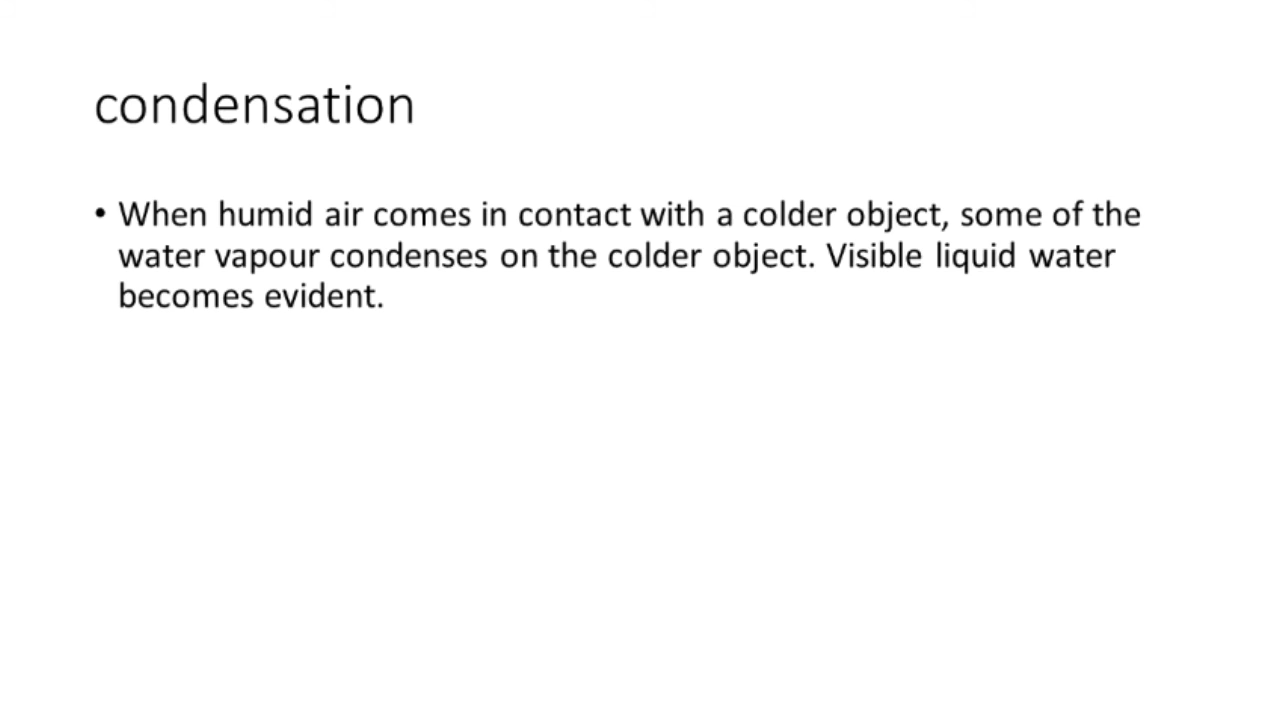 condensation
• When humid air comes in contact with a colder object, some of the
water vapour condenses on the colder object. Visible liquid water
becomes evident.